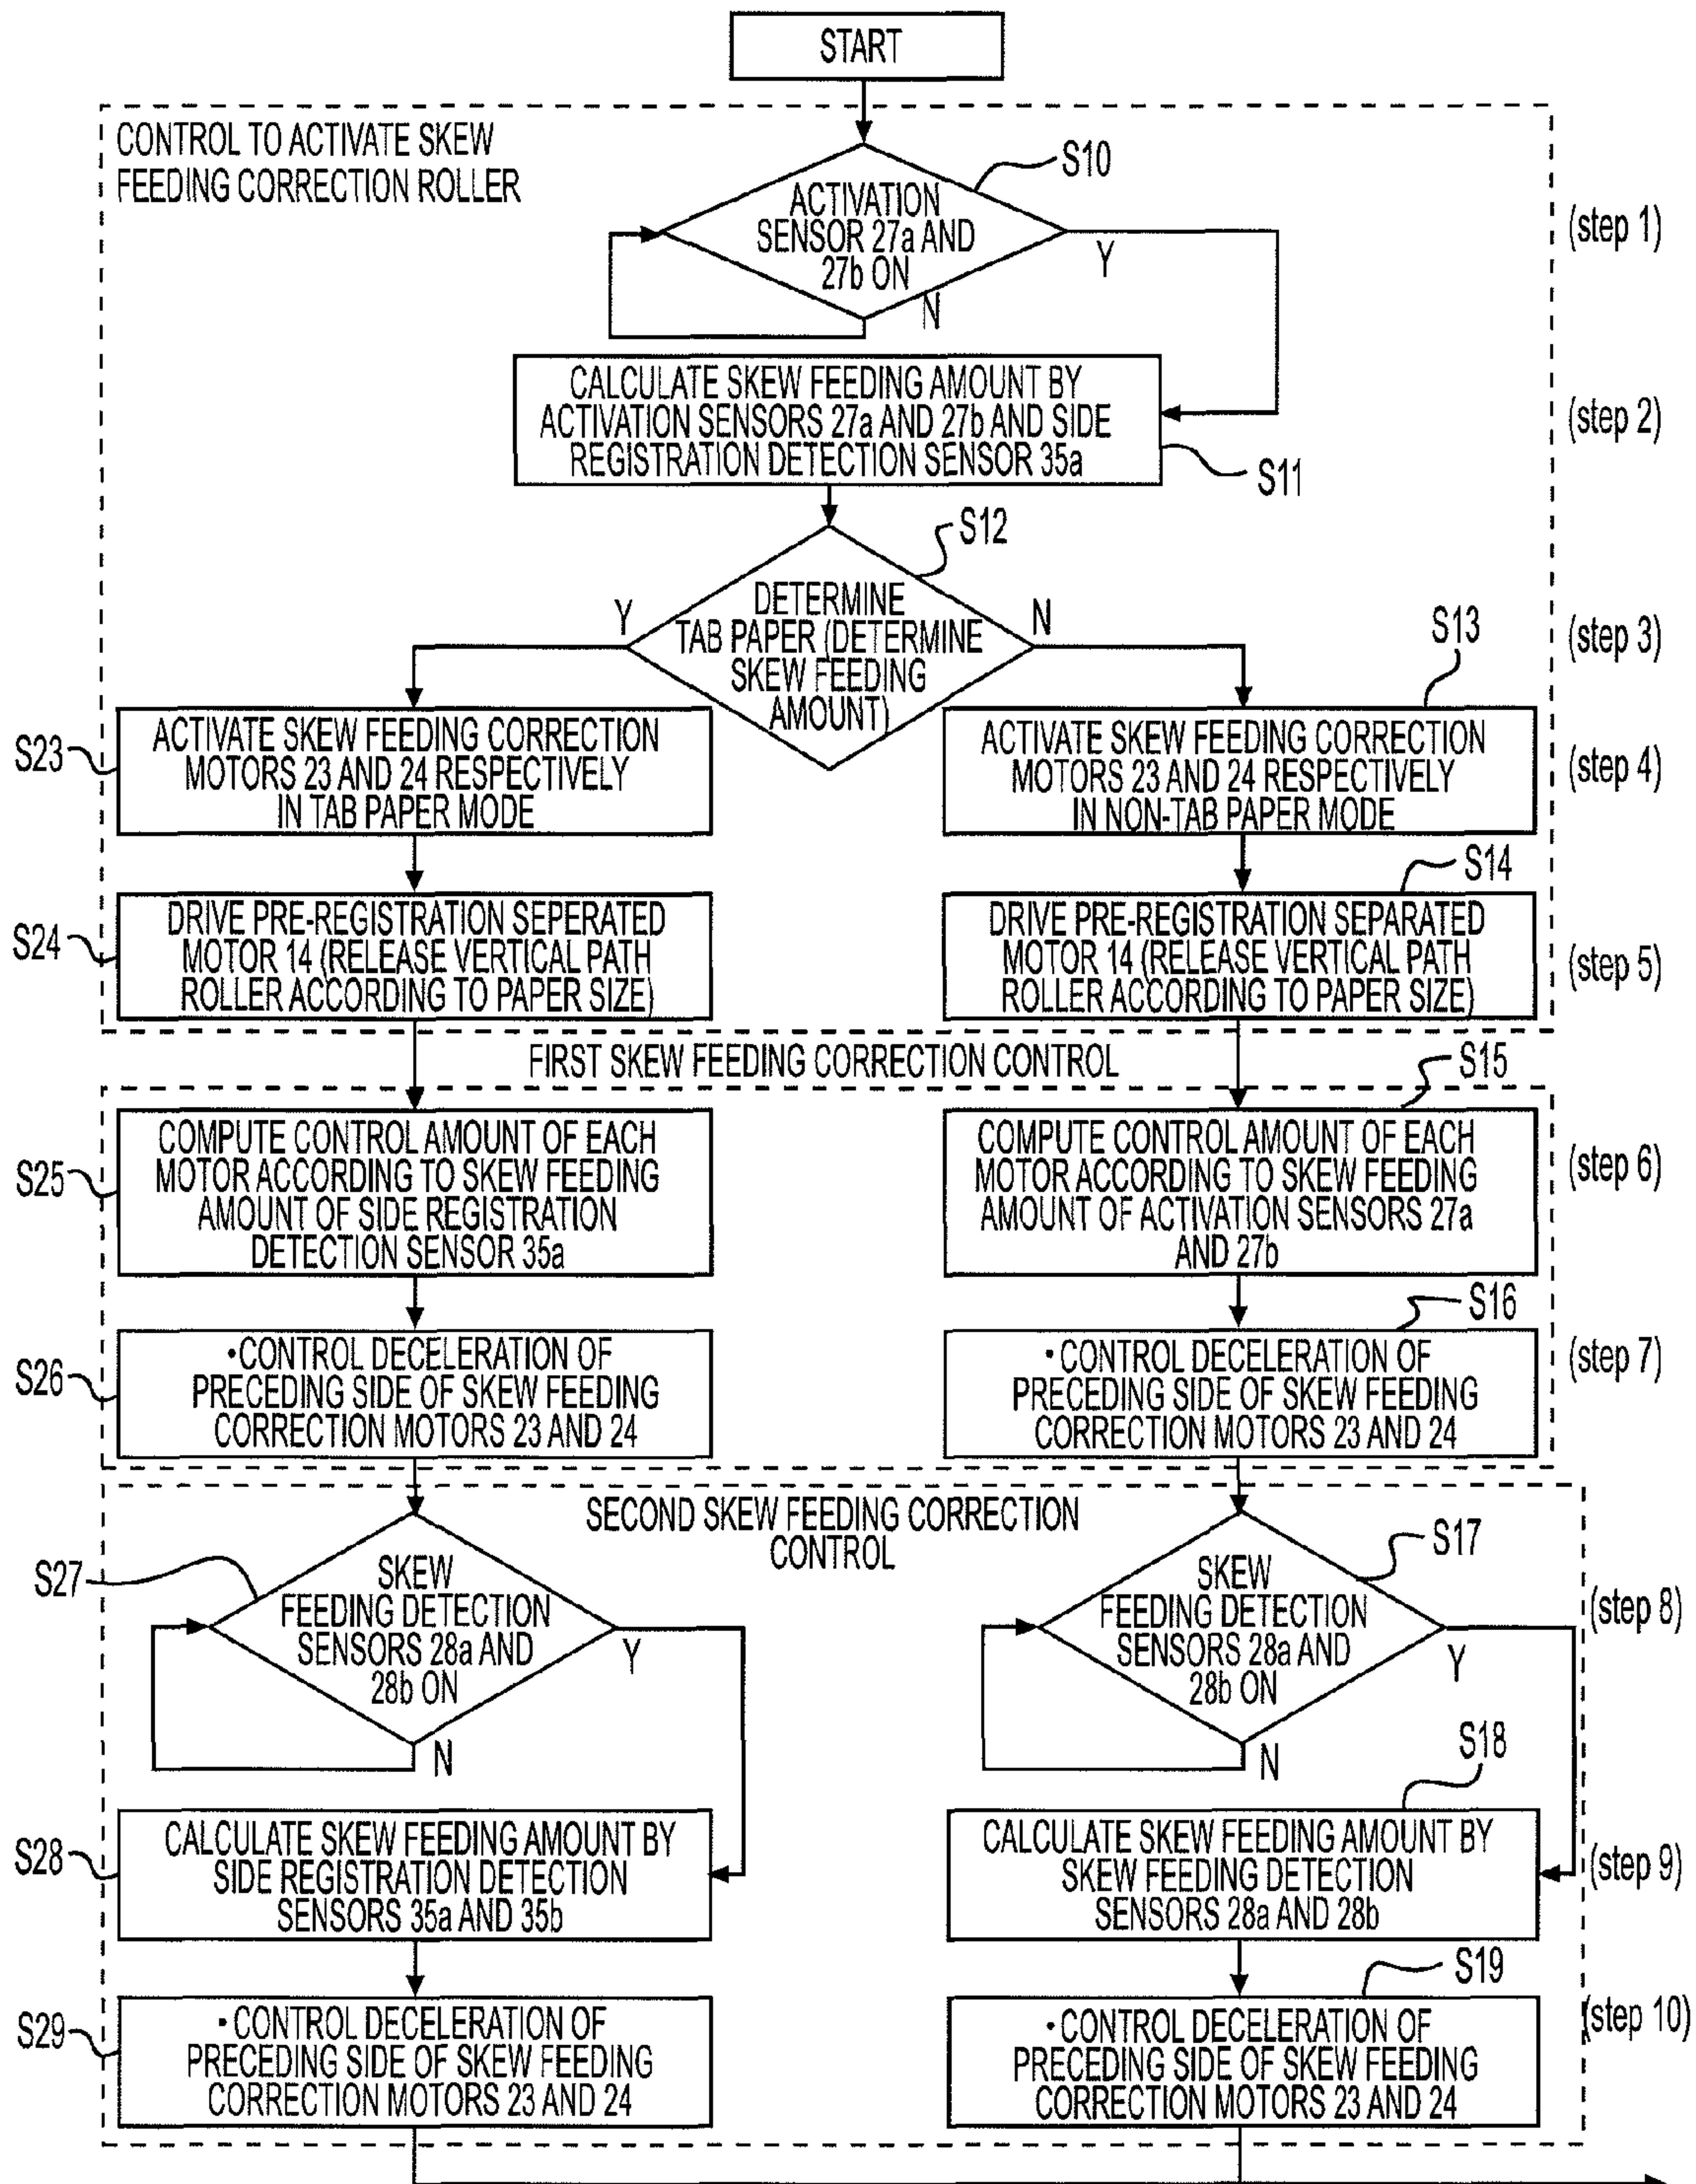 START
CONTROL TO ACTIVATE SKEW
FEEDING CORRECTION ROLLER
S10
ACTIVATION
SENSOR 27a AND
27b ON
Y
N
(step 1)
CALCULATE SKEW FEEDING AMOUNT BY
ACTIVATION SENSORS 27a AND 27b AND SIDE
REGISTRATION DETECTION SENSOR 35a
S11
(step 2)
S12
DETERMINE
TAB PAPER (DETERMINE
SKEW FEEDING
AMOUNT)
Y
N
(step 3)
S23
ACTIVATE SKEW FEEDING CORRECTION
MOTORS 23 AND 24 RESPECTIVELY
IN TAB PAPER MODE
S13
ACTIVATE SKEW FEEDING CORRECTION
MOTORS 23 AND 24 RESPECTIVELY
IN NON-TAB PAPER MODE
(step 4)
S24
DRIVE PRE-REGISTRATION SEPERATED
MOTOR 14 (RELEASE VERTICAL PATH
ROLLER ACCORDING TO PAPER SIZE)
S14
DRIVE PRE-REGISTRATION SEPARATED
MOTOR 14 (RELEASE VERTICAL PATH
ROLLER ACCORDING TO PAPER SIZE)
(step 5)
FIRST SKEW FEEDING CORRECTION CONTROL
S25
COMPUTE CONTROL AMOUNT OF EACH
MOTOR ACCORDING TO SKEW FEEDING
AMOUNT OF SIDE REGISTRATION
DETECTION SENSOR 35a
S15
COMPUTE CONTROL AMOUNT OF EACH
MOTOR ACCORDING TO SKEW FEEDING
AMOUNT OF ACTIVATION SENSORS 27a
AND 27b
(step 6)
S26
•CONTROL DECELERATION OF
PRECEDING SIDE OF SKEW FEEDING
CORRECTION MOTORS 23 AND 24
S16
•CONTROL DECELERATION OF
PRECEDING SIDE OF SKEW FEEDING
CORRECTION MOTORS 23 AND 24
(step 7)
SECOND SKEW FEEDING CORRECTION
CONTROL
S27
SKEW
FEEDING DETECTION
SENSORS 28a AND
28b ON
Y
N
S17
SKEW
FEEDING DETECTION
SENSORS 28a AND
28b ON
Y
N
(step 8)
S28
CALCULATE SKEW FEEDING AMOUNT BY
SIDE REGISTRATION DETECTION
SENSORS 35a AND 35b
S18
CALCULATE SKEW FEEDING AMOUNT BY
SKEW FEEDING DETECTION
SENSORS 28a AND 28b
(step 9)
S29
•CONTROL DECELERATION OF
PRECEDING SIDE OF SKEW FEEDING
CORRECTION MOTORS 23 AND 24
S19
•CONTROL DECELERATION OF
PRECEDING SIDE OF SKEW FEEDING
CORRECTION MOTORS 23 AND 24
(step 10)